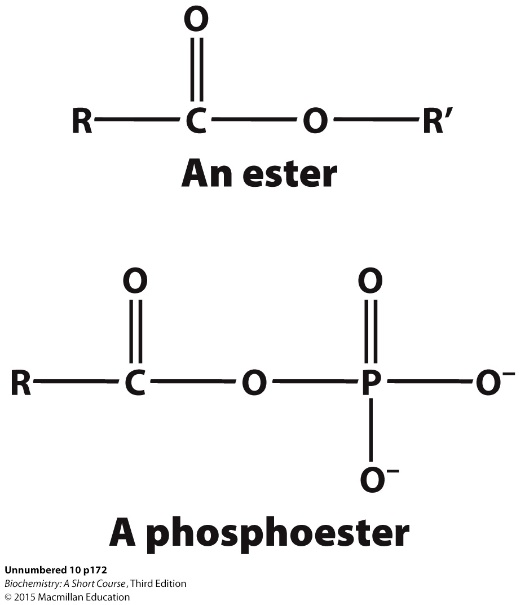 O
R C O R′
An ester
O O
R C O P O⁻
O⁻
A phosphoester
Unnumbered 10 p172
Biochemistry: A Short Course, Third Edition
© 2015 Macmillan Education